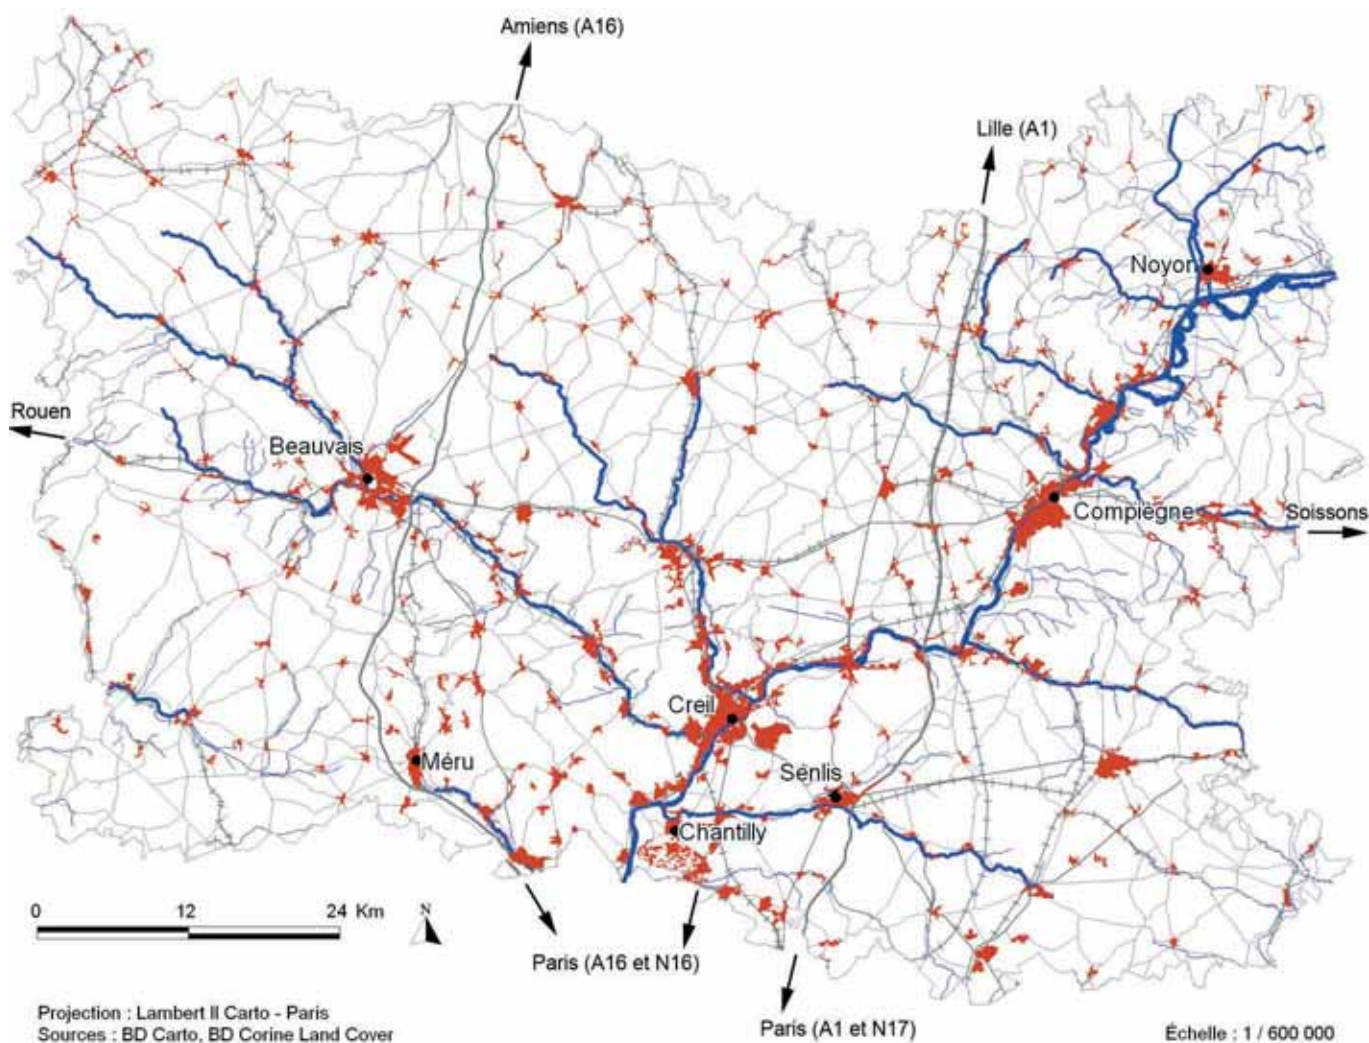 Amiens (A16)
Lille (A1)
Noyon
Rouen
Beauvais
Compiègne
Soissons
Creil
Méru
Senlis
Chantilly
0 12 24 Km
N
Paris (A16 et N16)
Paris (A1 et N17)
Projection : Lambert II Carto - Paris
Sources : BD Carto, BD Corine Land Cover
Échelle : 1 / 600 000